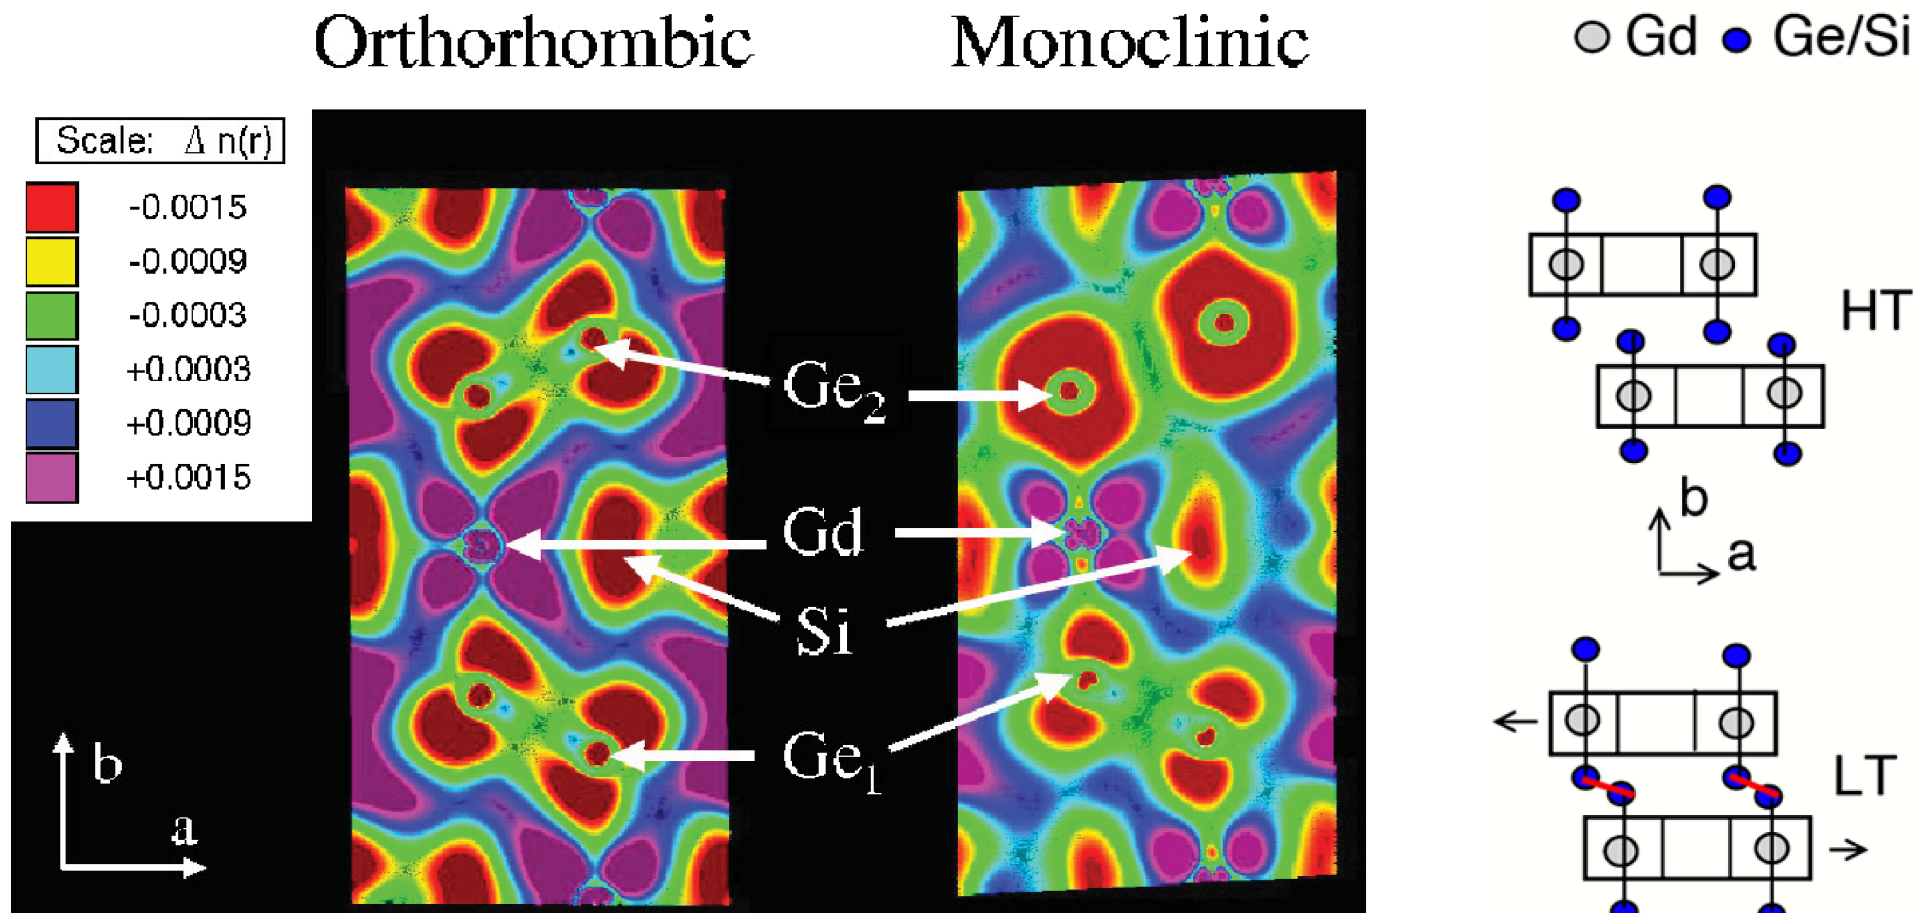 Orthorhombic
Monoclinic
Gd Ge/Si
Scale: Δ n(r)
-0.0015
-0.0009
-0.0003
+0.0003
+0.0009
+0.0015
Ge₂
Gd
Si
Ge₁
b
a
HT
b
a
LT